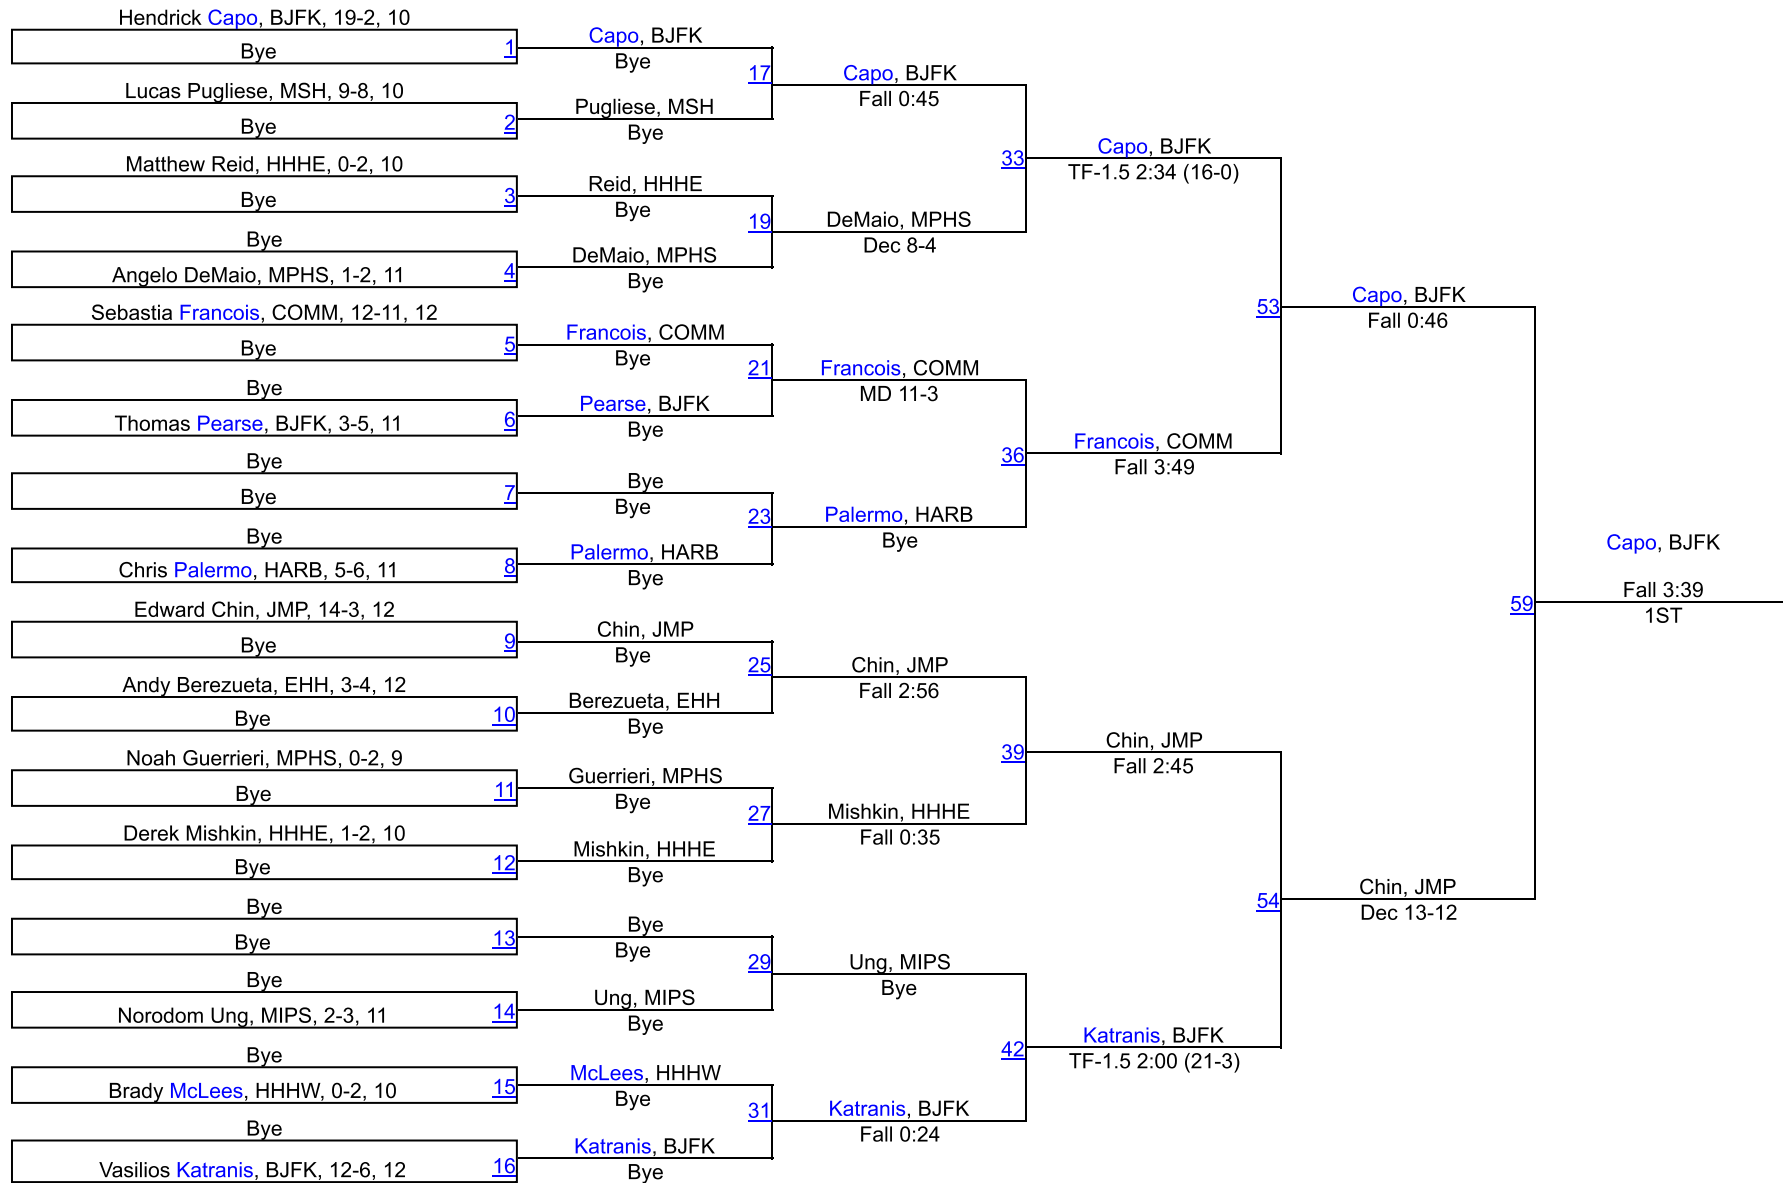 Hendrick Capo, BJFK, 19-2, 10
Bye
1
Lucas Pugliese, MSH, 9-8, 10
Bye
2
Matthew Reid, HHHE, 0-2, 10
Bye
3
Bye
Angelo DeMaio, MPHS, 1-2, 11
4
Sebastia Francois, COMM, 12-11, 12
Bye
5
Bye
Thomas Pearse, BJFK, 3-5, 11
6
Bye
Bye
7
Bye
Chris Palermo, HARB, 5-6, 11
8
Edward Chin, JMP, 14-3, 12
Bye
9
Andy Berezueta, EHH, 3-4, 12
Bye
10
Noah Guerrieri, MPHS, 0-2, 9
Bye
11
Derek Mishkin, HHHE, 1-2, 10
Bye
12
Bye
Bye
13
Bye
Norodom Ung, MIPS, 2-3, 11
14
Bye
Brady McLees, HHHW, 0-2, 10
15
Bye
Vasilios Katranis, BJFK, 12-6, 12
16
Capo, BJFK
Bye
17
Pugliese, MSH
Bye
Reid, HHHE
Bye
19
DeMaio, MPHS
Bye
Francois, COMM
Bye
21
Pearse, BJFK
Bye
Bye
Bye
23
Palermo, HARB
Bye
Chin, JMP
Bye
25
Berezueta, EHH
Bye
Guerrieri, MPHS
Bye
27
Mishkin, HHHE
Bye
Bye
Bye
29
Ung, MIPS
Bye
McLees, HHHW
Bye
31
Katranis, BJFK
Bye
Capo, BJFK
Fall 0:45
33
DeMaio, MPHS
Dec 8-4
Francois, COMM
MD 11-3
36
Palermo, HARB
Bye
Chin, JMP
Fall 2:56
39
Mishkin, HHHE
Fall 0:35
Ung, MIPS
Bye
42
Katranis, BJFK
Fall 0:24
Capo, BJFK
TF-1.5 2:34 (16-0)
53
Francois, COMM
Fall 3:49
Chin, JMP
Fall 2:45
54
Katranis, BJFK
TF-1.5 2:00 (21-3)
Capo, BJFK
Fall 0:46
59
Chin, JMP
Dec 13-12
Capo, BJFK
Fall 3:39
1ST